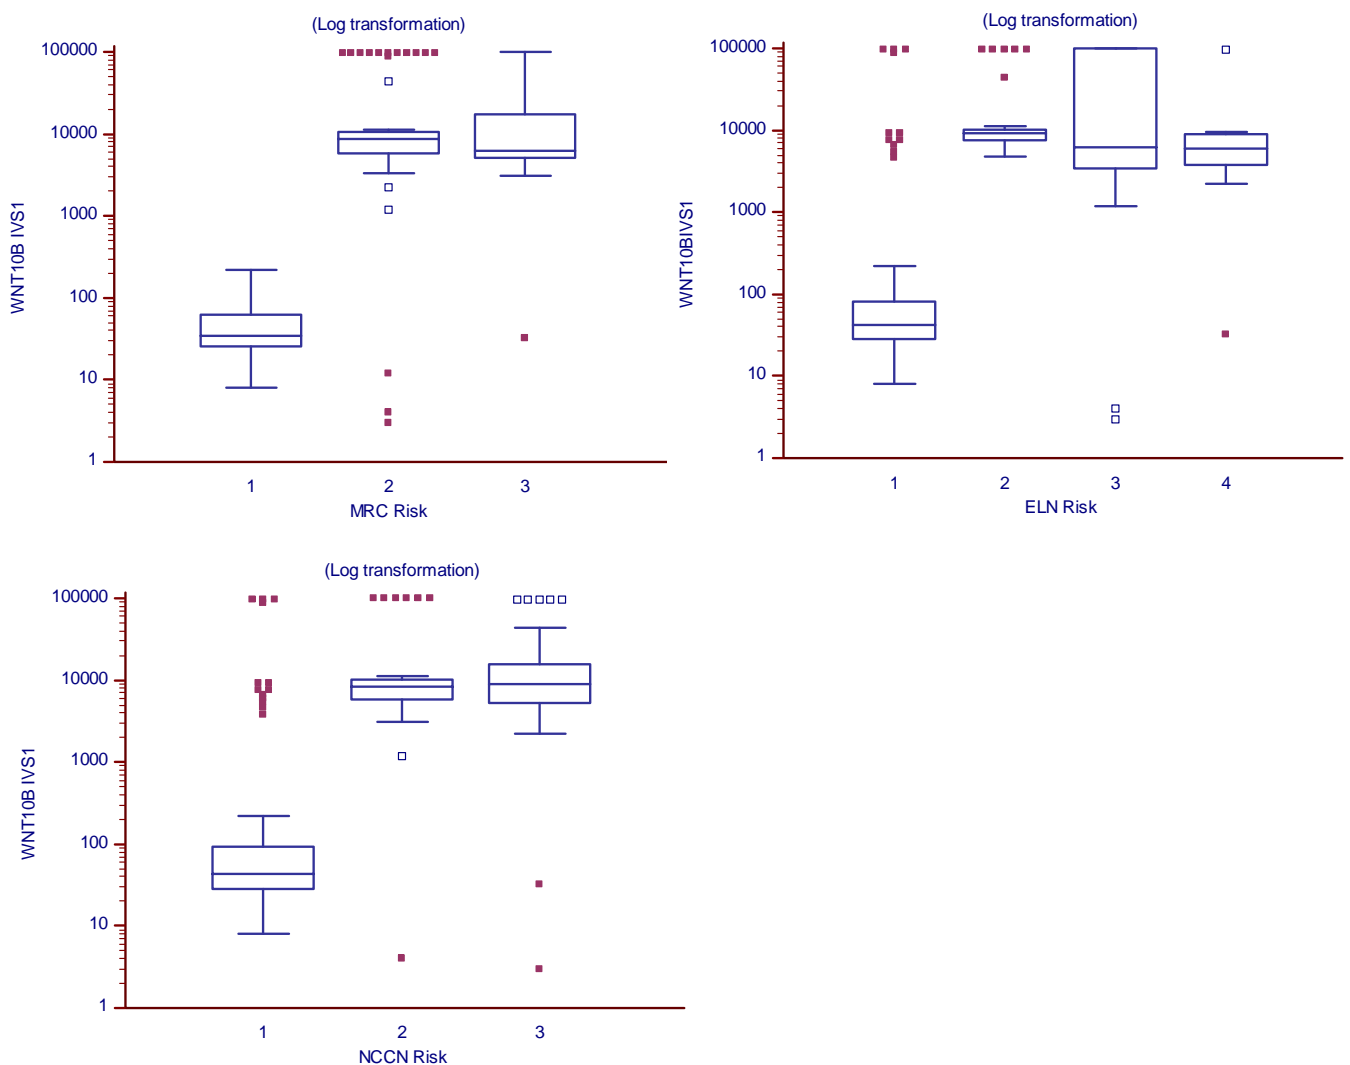 (Log transformation)
100000
10000
1000
100
10
1
WNT10B IVS1
1 2 3
MRC Risk
(Log transformation)
100000
10000
1000
100
10
1
WNT10BIVS1
1 2 3 4
ELN Risk
(Log transformation)
100000
10000
1000
100
10
1
WNT10B IVS1
1 2 3
NCCN Risk